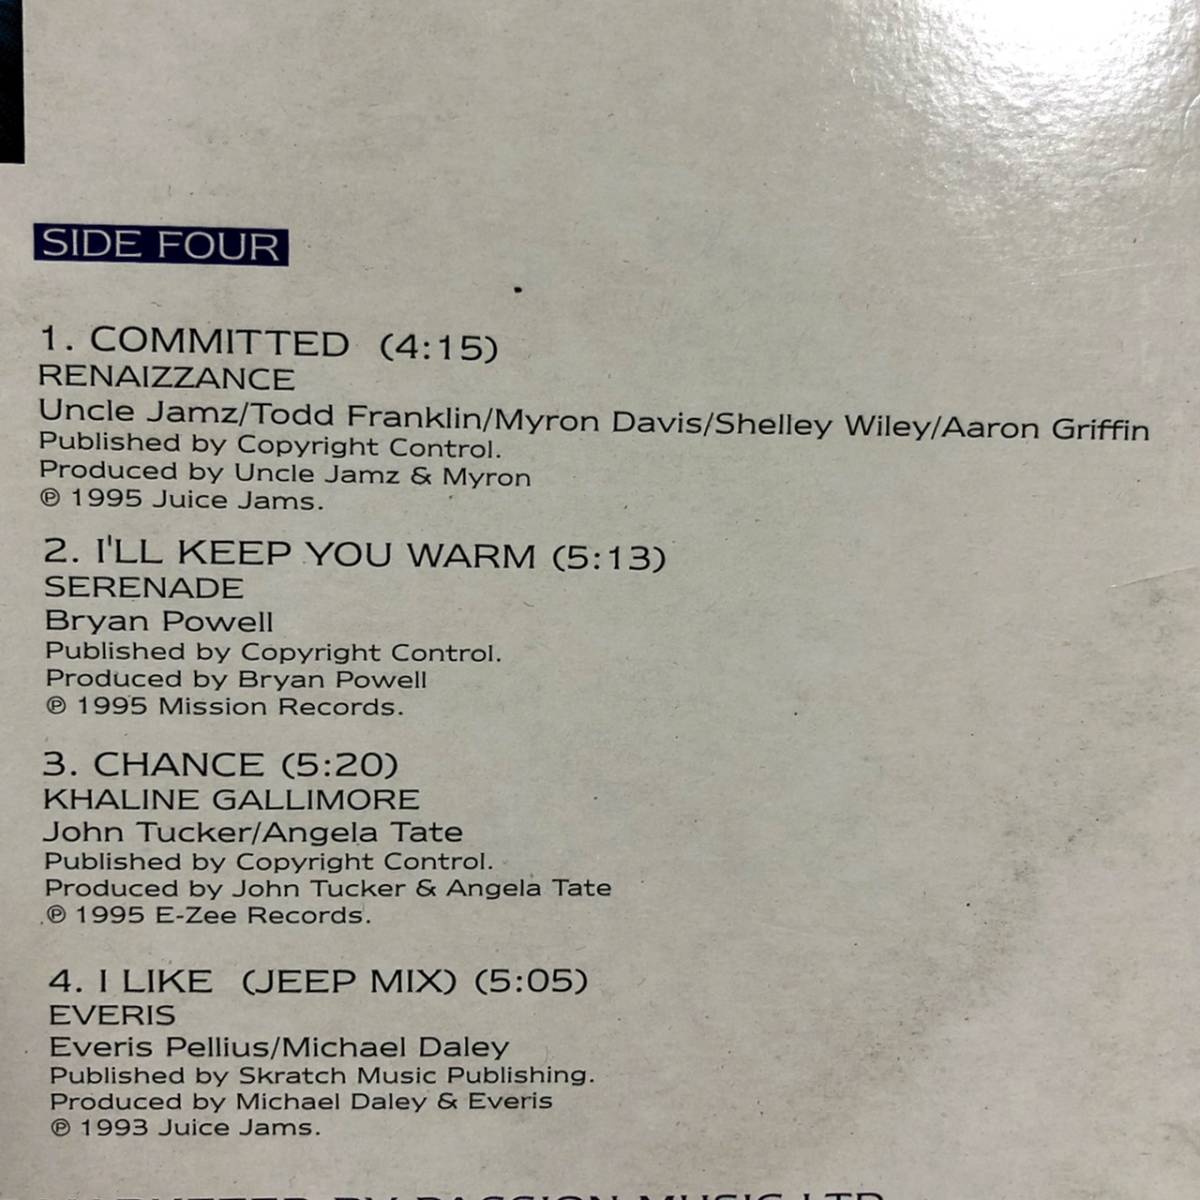 SIDE FOUR
1. COMMITTED (4:15)
RENAIZZANCE
Uncle Jamz/Todd Franklin/Myron Davis/Shelley Wiley/Aaron Griffin
Published by Copyright Control.
Produced by Uncle Jamz & Myron
℗ 1995 Juice Jams.
2. I'LL KEEP YOU WARM (5:13)
SERENADE
Bryan Powell
Published by Copyright Control.
Produced by Bryan Powell
℗ 1995 Mission Records.
3. CHANCE (5:20)
KHALINE GALLIMORE
John Tucker/Angela Tate
Published by Copyright Control.
Produced by John Tucker & Angela Tate
℗ 1995 E-Zee Records.
4. I LIKE (JEEP MIX) (5:05)
EVERIS
Everis Pellius/Michael Daley
Published by Skratch Music Publishing.
Produced by Michael Daley & Everis
℗ 1993 Juice Jams.
BY PASSION MUSIC LTD